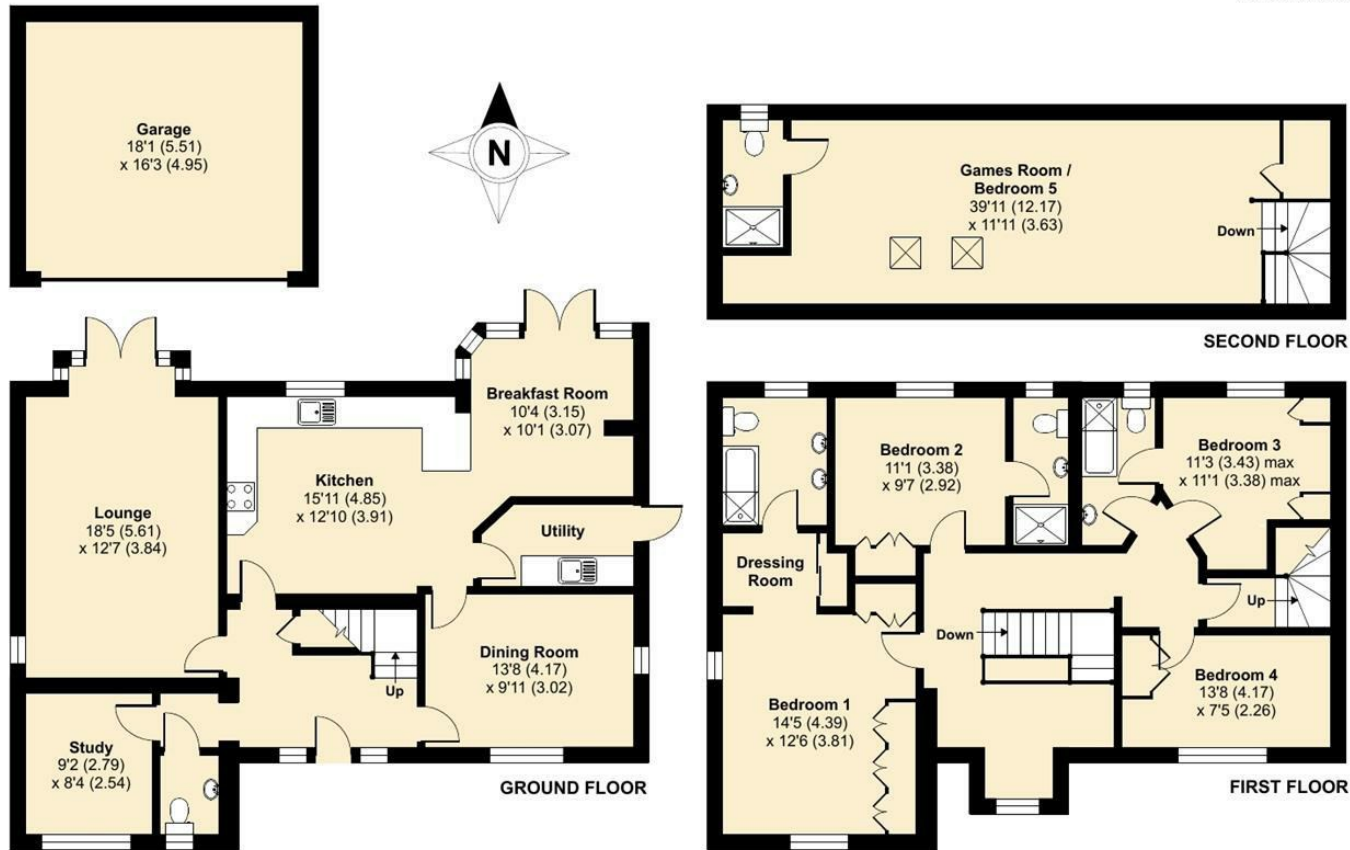 Garage
18'1 (5.51)
x 16'3 (4.95)
N
Games Room /
Bedroom 5
39'11 (12.17)
x 11'11 (3.63)
Down
SECOND FLOOR
Breakfast Room
10'4 (3.15)
x 10'1 (3.07)
Kitchen
15'11 (4.85)
x 12'10 (3.91)
Lounge
18'5 (5.61)
x 12'7 (3.84)
Utility
Dining Room
13'8 (4.17)
x 9'11 (3.02)
Up
Study
9'2 (2.79)
x 8'4 (2.54)
GROUND FLOOR
Bedroom 2
11'1 (3.38)
x 9'7 (2.92)
Bedroom 3
11'3 (3.43) max
x 11'1 (3.38) max
Dressing
Room
Up
Down
Bedroom 4
13'8 (4.17)
x 7'5 (2.26)
Bedroom 1
14'5 (4.39)
x 12'6 (3.81)
FIRST FLOOR